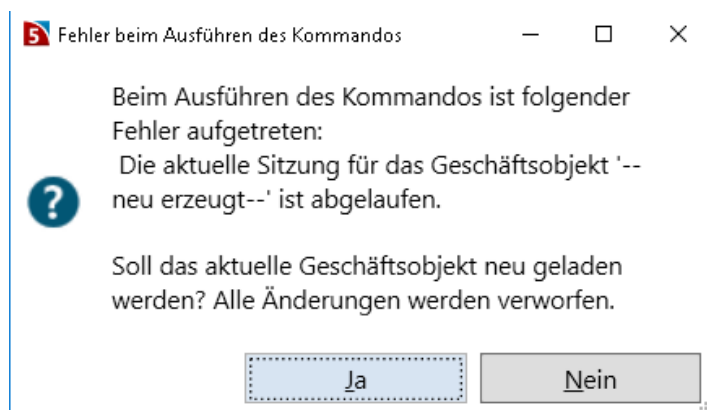 5 Fehler beim Ausführen des Kommandos
Beim Ausführen des Kommandos ist folgender
Fehler aufgetreten:
Die aktuelle Sitzung für das Geschäftsobjekt '--
neu erzeugt--' ist abgelaufen.
?
Soll das aktuelle Geschäftsobjekt neu geladen
werden? Alle Änderungen werden verworfen.
Ja
Nein